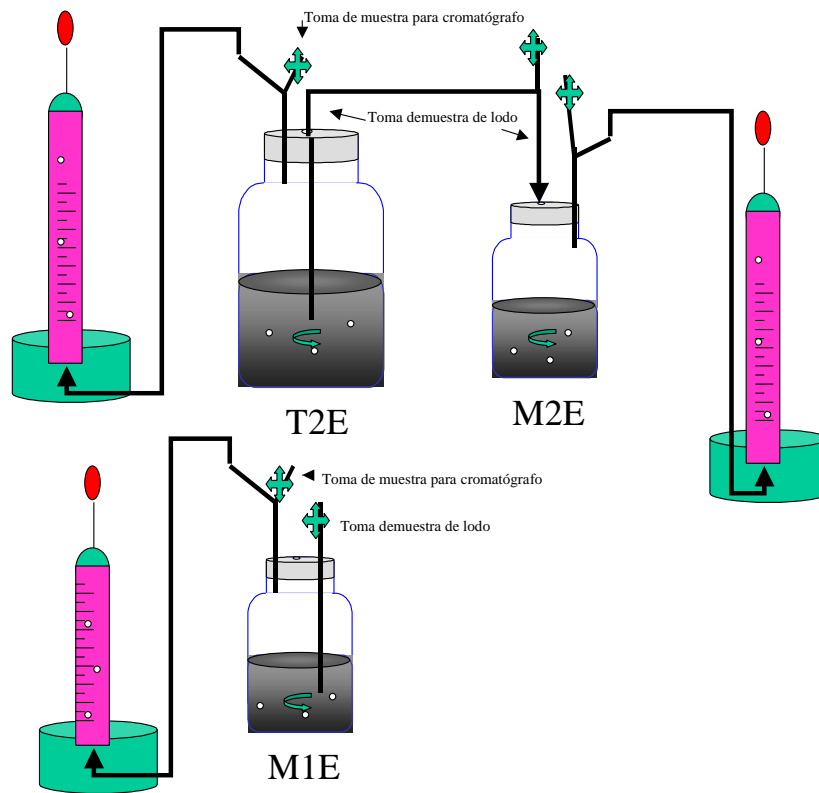 Toma de muestra para cromatógrafo
Toma demuestra de lodo
T2E
M2E
Toma de muestra para cromatógrafo
Toma demuestra de lodo
M1E